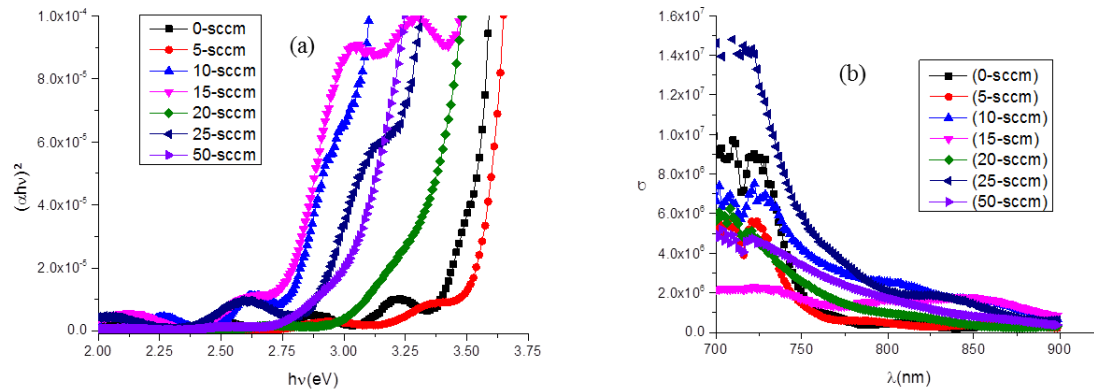 1.0x10⁻⁴
8.0x10⁻⁵
6.0x10⁻⁵
4.0x10⁻⁵
2.0x10⁻⁵
0.0
(αhν)²
2.00
2.25
2.50
2.75
3.00
3.25
3.50
3.75
hν(eV)
(a)
0-sccm
5-sccm
10-sccm
15-sccm
20-sccm
25-sccm
50-sccm
1.6x10⁷
1.4x10⁷
1.2x10⁷
1.0x10⁷
8.0x10⁶
6.0x10⁶
4.0x10⁶
2.0x10⁶
0.0
σ
700
750
800
850
900
λ(nm)
(b)
(0-sccm)
(5-sccm)
(10-sccm)
(15-scm)
(20-sccm)
(25-sccm)
(50-sccm)